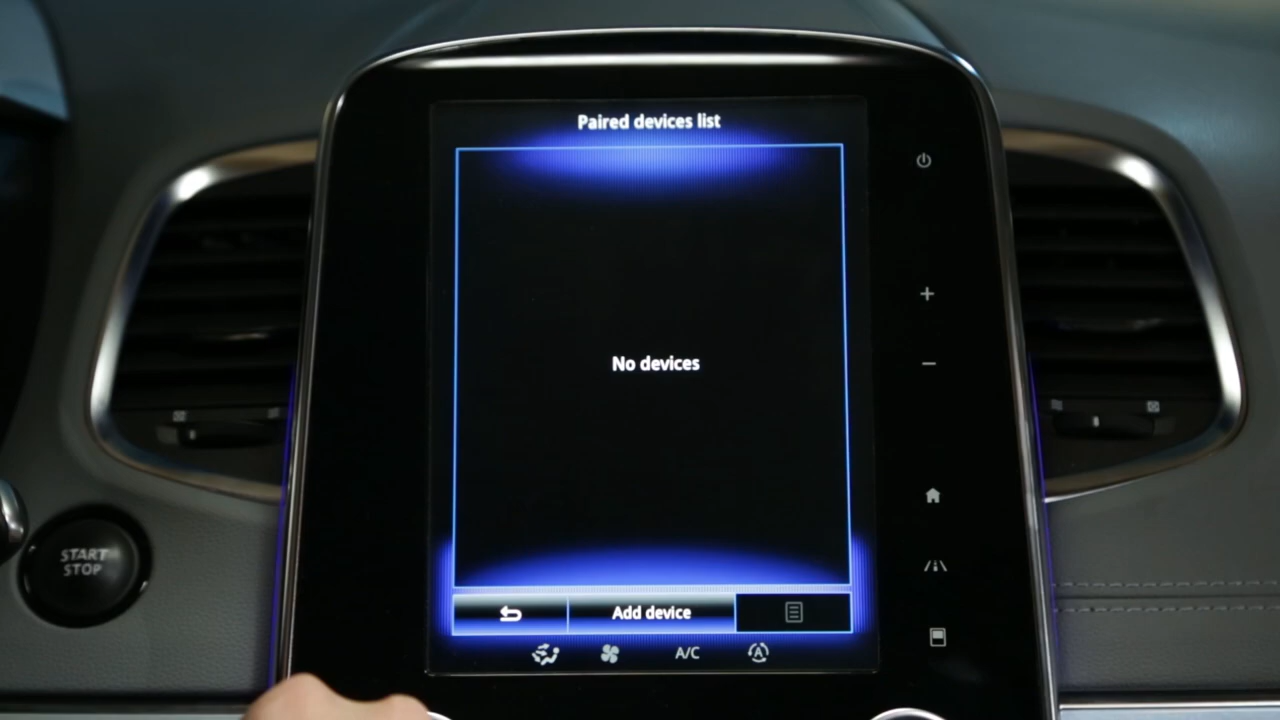 Paired devices list
No devices
START
STOP
Add device
A/C
A